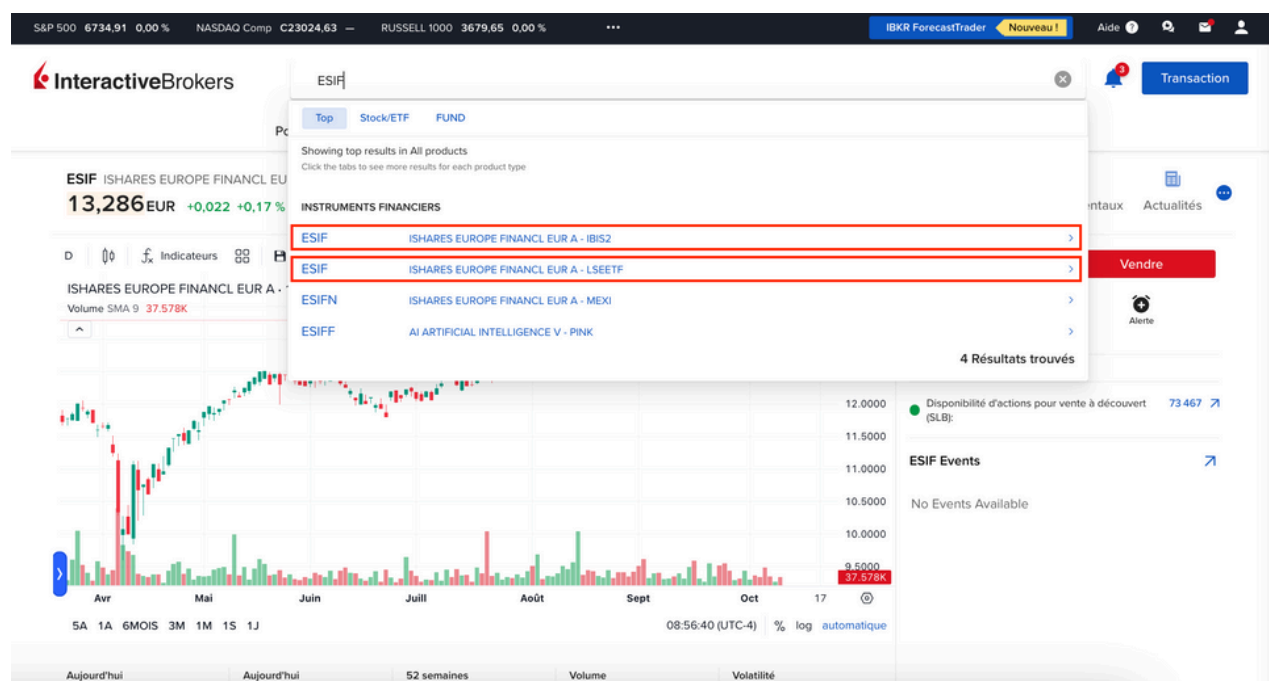 S&P 500 6734,91 0,00 % NASDAQ Comp C23024,63 — RUSSELL 1000 3679,65 0,00 % ••• IBKR ForecastTrader Nouveau ! Aide ?
InteractiveBrokers ESIF 3 Transaction
Top Stock/ETF FUND
Po
Showing top results in All products
Click the tabs to see more results for each product type
ESIF ISHARES EUROPE FINANCL EU
13,286 EUR +0,022 +0,17 % INSTRUMENTS FINANCIERS entaux Actualités
ESIF ISHARES EUROPE FINANCL EUR A - IBIS2
D fx Indicateurs Vendre
ESIF ISHARES EUROPE FINANCL EUR A - LSEETF
ISHARES EUROPE FINANCL EUR A ·
ESIFN ISHARES EUROPE FINANCL EUR A - MEXI
Volume SMA 9 37.578K Alerte
ESIFF AI ARTIFICIAL INTELLIGENCE V - PINK
4 Résultats trouvés
12.0000 Disponibilité d'actions pour vente à découvert 73 467
(SLB):
11.5000
11.0000 ESIF Events
10.5000 No Events Available
10.0000
9.5000
37.578K
Avr Mai Juin Juill Août Sept Oct 17
5A 1A 6MOIS 3M 1M 1S 1J 08:56:40 (UTC-4) % log automatique
Aujourd'hui Aujourd'hui 52 semaines Volume Volatilité